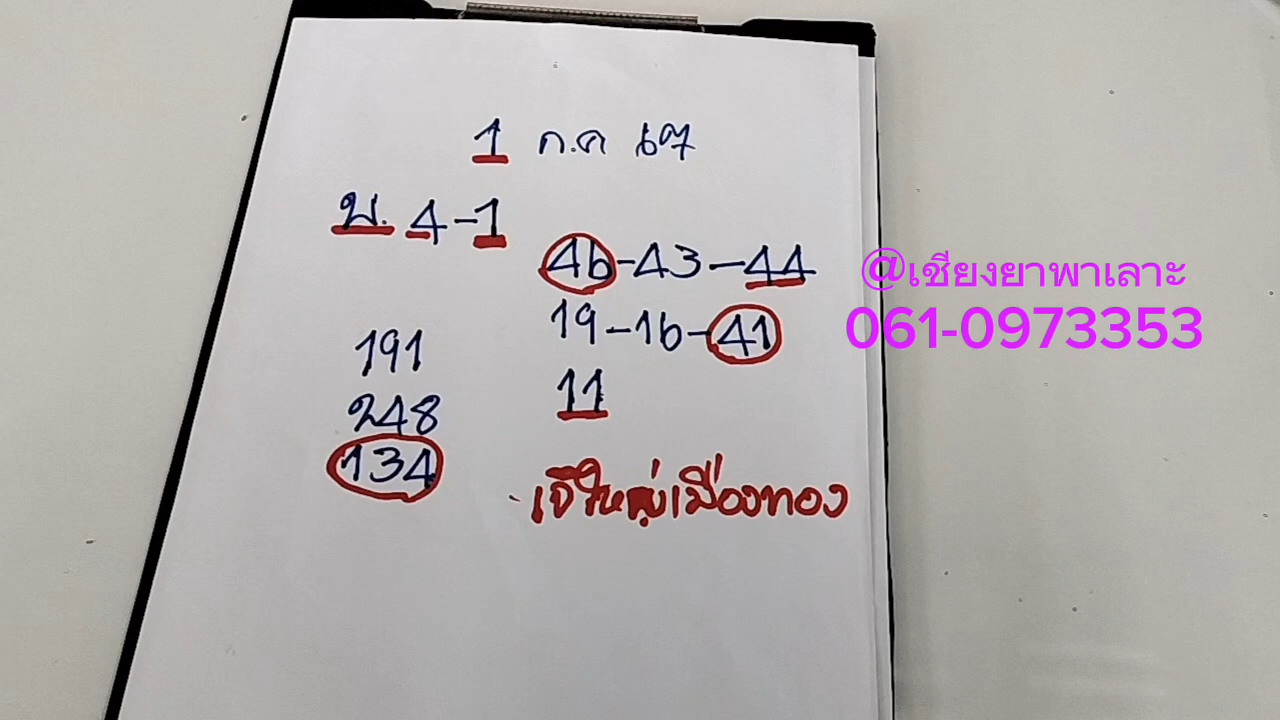 1 ก.ค 67
บ. 4-1
46-43-44
19-16-41
11
191
248
134
เจ๊ใหญ่เมืองทอง
@เชียงยาพาเลาะ
061-0973353